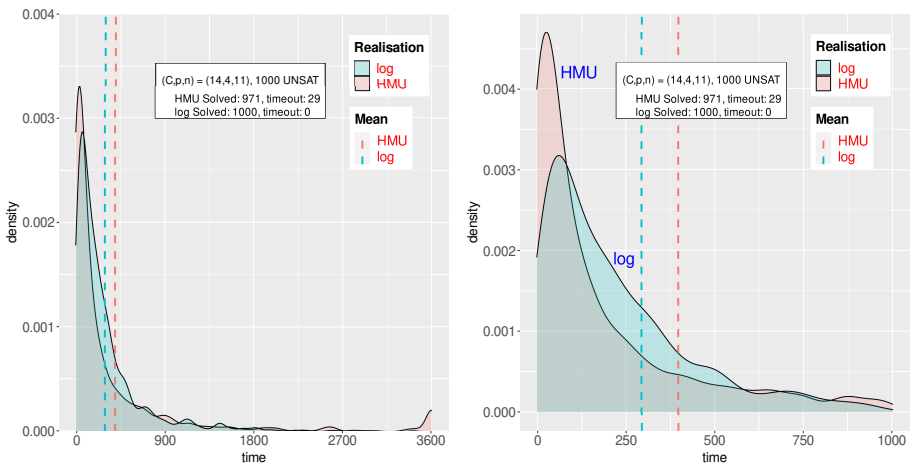 0.004
0.003
0.002
0.001
0.000
density
0
900
1800
2700
3600
time
(C,p,n) = (14,4,11), 1000 UNSAT
HMU Solved: 971, timeout: 29
log Solved: 1000, timeout: 0
Realisation
log
HMU
Mean
HMU
log
0.004
0.003
0.002
0.001
0.000
density
0
250
500
750
1000
time
HMU
log
(C,p,n) = (14,4,11), 1000 UNSAT
HMU Solved: 971, timeout: 29
log Solved: 1000, timeout: 0
Realisation
log
HMU
Mean
HMU
log